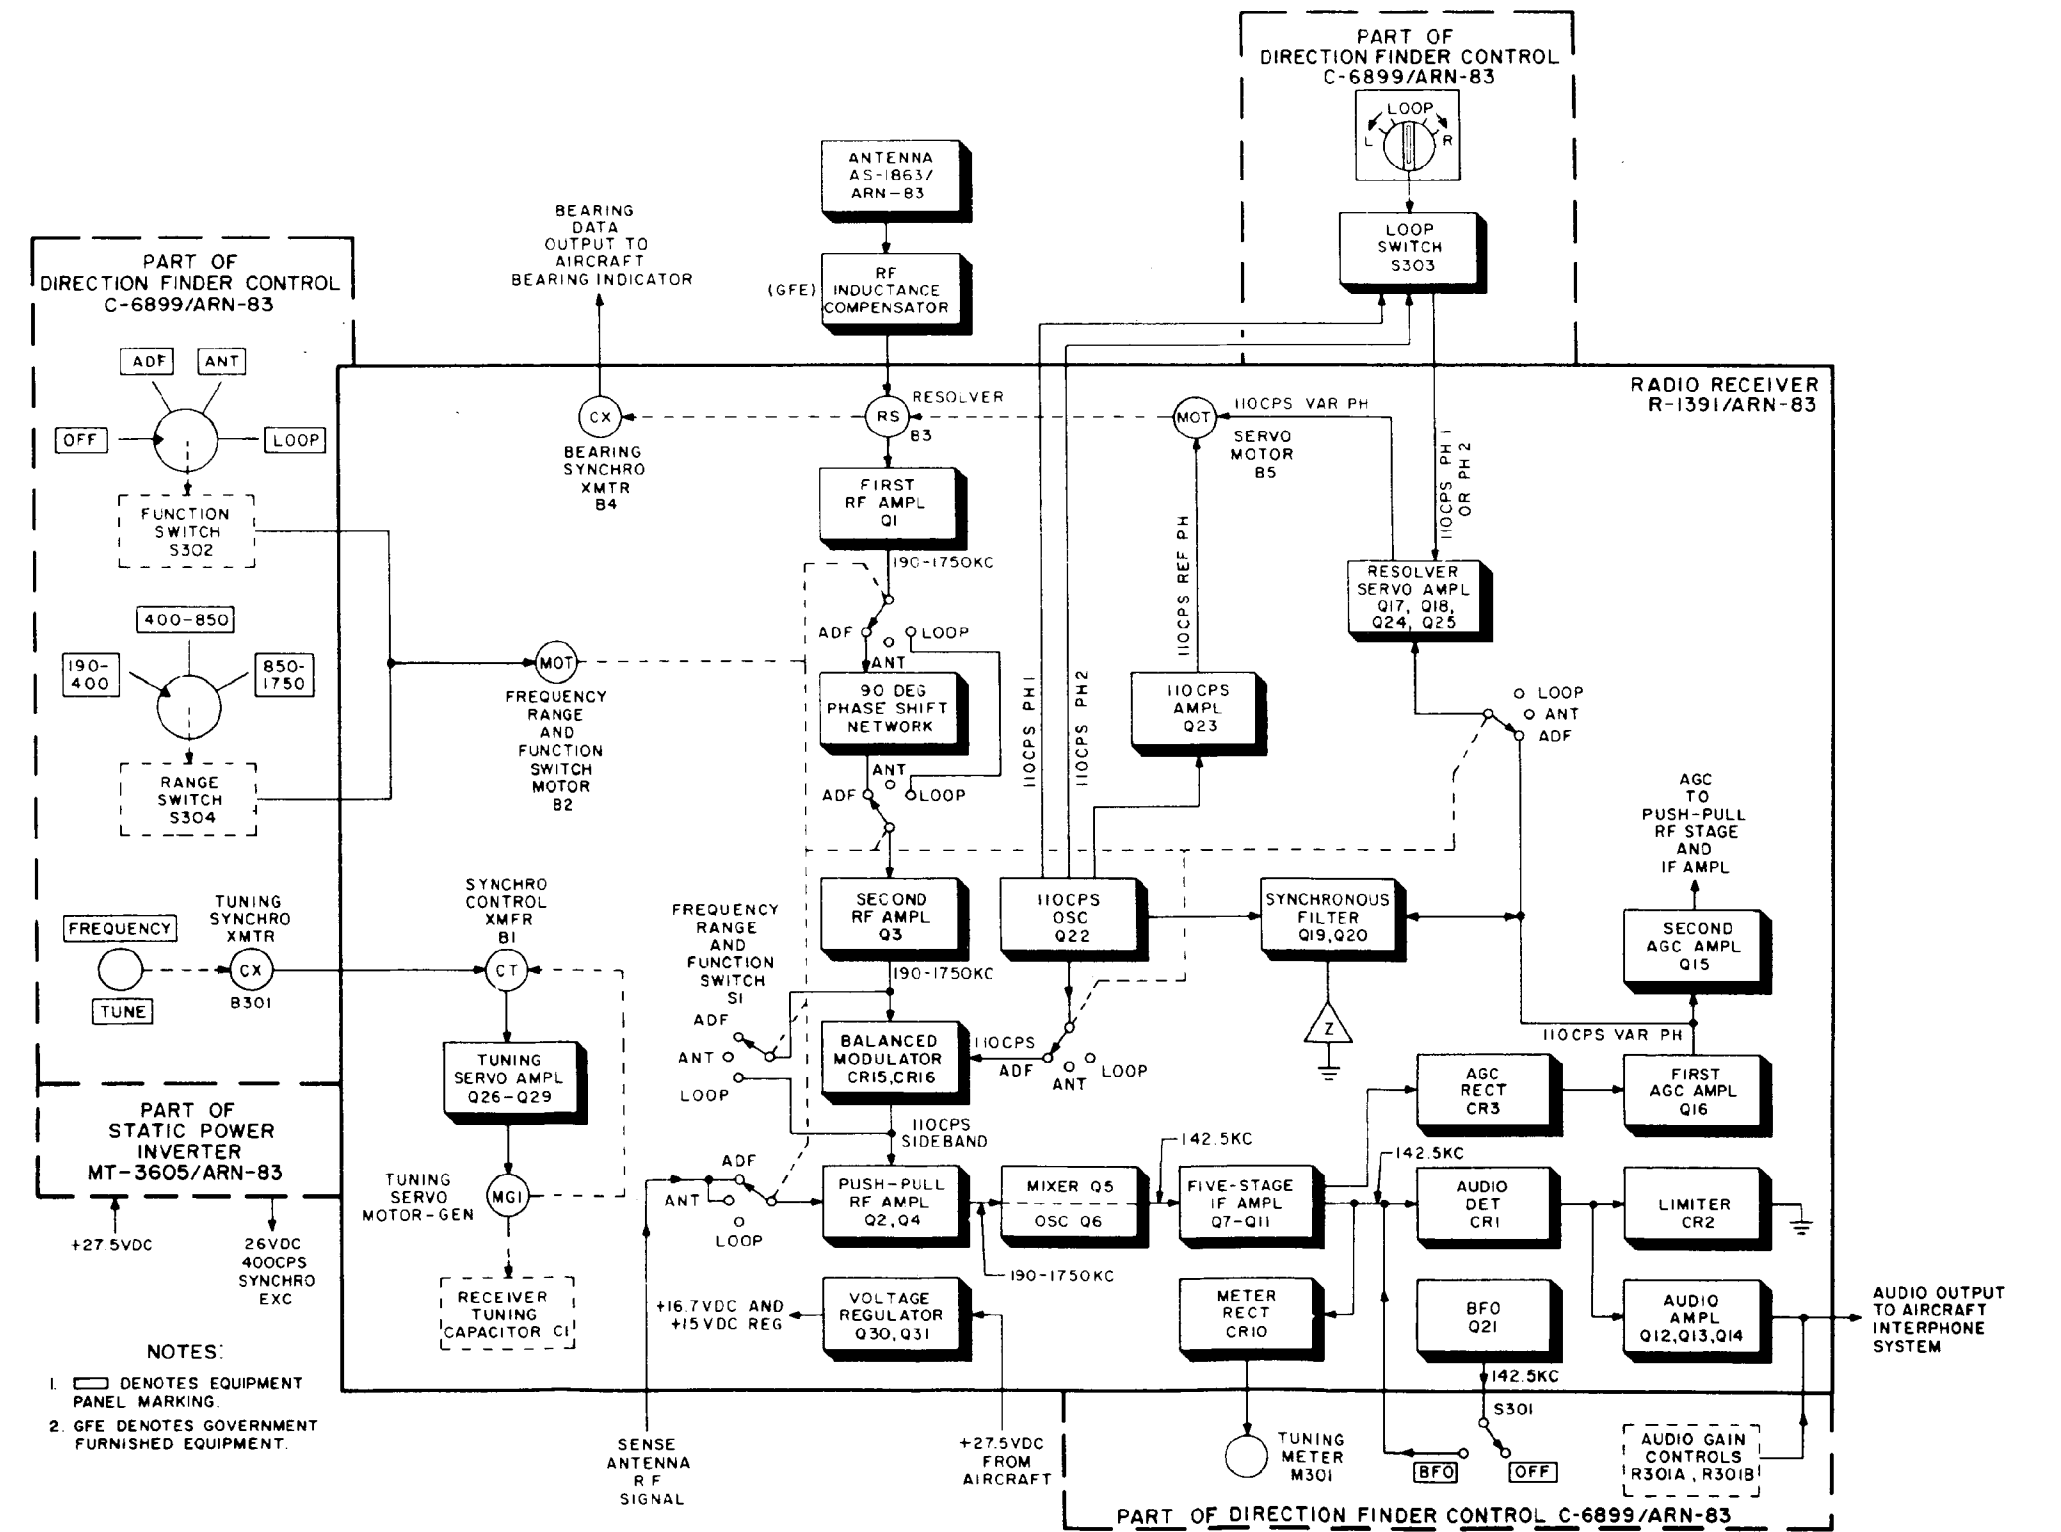 PART OF
DIRECTION FINDER CONTROL
C-6899/ARN-83
LOOP
L
R
LOOP
SWITCH
S303
ANTENNA
AS-1863/
ARN-83
(GFE)
RF
INDUCTANCE
COMPENSATOR
BEARING
DATA
OUTPUT TO
AIRCRAFT
BEARING INDICATOR
PART OF
DIRECTION FINDER CONTROL
C-6899/ARN-83
ADF
ANT
OFF
LOOP
FUNCTION
SWITCH
S302
400-850
190-
400
850-
1750
RANGE
SWITCH
S304
FREQUENCY
TUNE
TUNING
SYNCHRO
XMTR
CX
B301
PART OF
STATIC POWER
INVERTER
MT-3605/ARN-83
+27.5VDC
26VDC
400CPS
SYNCHRO
EXC
NOTES:
1. DENOTES EQUIPMENT
PANEL MARKING.
2. GFE DENOTES GOVERNMENT
FURNISHED EQUIPMENT.
RADIO RECEIVER
R-1391/ARN-83
CX
BEARING
SYNCHRO
XMTR
B4
RESOLVER
RS
B3
MOT
110CPS VAR PH
SERVO
MOTOR
B5
FIRST
RF AMPL
Q1
190-1750KC
ADF
LOOP
ANT
90 DEG
PHASE SHIFT
NETWORK
ANT
ADF
LOOP
MOT
FREQUENCY
RANGE
AND
FUNCTION
SWITCH
MOTOR
B2
110CPS REF PH
110CPS PH 1
OR PH 2
110CPS PH1
110CPS PH2
RESOLVER
SERVO AMPL
Q17, Q18,
Q24, Q25
110CPS
AMPL
Q23
LOOP
ANT
ADF
AGC
TO
PUSH-PULL
RF STAGE
AND
IF AMPL
SYNCHRO
CONTROL
XMFR
B1
CT
FREQUENCY
RANGE
AND
FUNCTION
SWITCH
S1
SECOND
RF AMPL
Q3
190-1750KC
110CPS
OSC
Q22
SYNCHRONOUS
FILTER
Q19,Q20
Z
SECOND
AGC AMPL
Q15
110CPS VAR PH
TUNING
SERVO AMPL
Q26-Q29
ADF
ANT
LOOP
BALANCED
MODULATOR
CR15,CR16
110CPS
ADF
ANT
LOOP
110CPS
SIDEBAND
AGC
RECT
CR3
FIRST
AGC AMPL
Q16
TUNING
SERVO
MOTOR-GEN
MG1
ADF
ANT
LOOP
PUSH-PULL
RF AMPL
Q2,Q4
MIXER Q5
OSC Q6
142.5KC
190-1750KC
FIVE-STAGE
IF AMPL
Q7-Q11
142.5KC
AUDIO
DET
CR1
LIMITER
CR2
RECEIVER
TUNING
CAPACITOR C1
+16.7VDC AND
+15VDC REG
VOLTAGE
REGULATOR
Q30,Q31
METER
RECT
CR10
BFO
Q21
AUDIO
AMPL
Q12,Q13,Q14
AUDIO OUTPUT
TO AIRCRAFT
INTERPHONE
SYSTEM
142.5KC
S301
SENSE
ANTENNA
RF
SIGNAL
+27.5VDC
FROM
AIRCRAFT
TUNING
METER
M301
BFO
OFF
AUDIO GAIN
CONTROLS
R301A, R301B
PART OF DIRECTION FINDER CONTROL C-6899/ARN-83